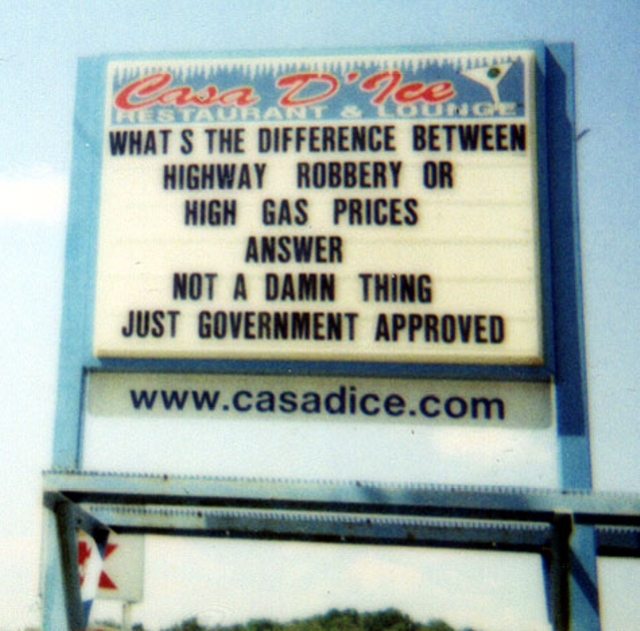 Casa D'Ice
RESTAURANT & LOUNGE
WHAT S THE DIFFERENCE BETWEEN
HIGHWAY ROBBERY OR
HIGH GAS PRICES
ANSWER
NOT A DAMN THING
JUST GOVERNMENT APPROVED
www.casadice.com